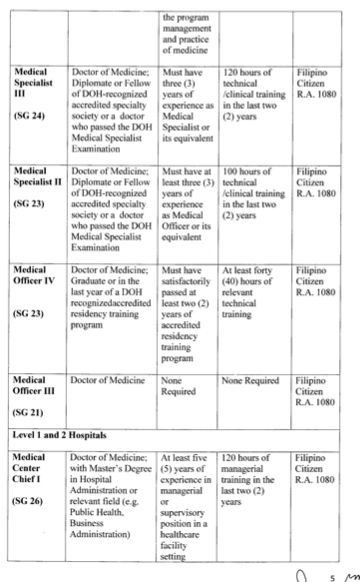 the program
management
and practice
of medicine
Medical
Specialist
III
(SG 24)
Doctor of Medicine;
Diplomate or Fellow
of DOH-recognized
accredited specialty
society or a doctor
who passed the DOH
Medical Specialist
Examination
Must have
three (3)
years of
experience as
Medical
Specialist or
its equivalent
120 hours of
technical
/clinical training
in the last two
(2) years
Filipino
Citizen
R.A. 1080
Medical
Specialist II
(SG 23)
Doctor of Medicine;
Diplomate or Fellow
of DOH-recognized
accredited specialty
society or a doctor
who passed the DOH
Medical Specialist
Examination
Must have at
least three (3)
years of
experience
as Medical
Officer or its
equivalent
100 hours of
technical
/clinical training
in the last two
(2) years
Filipino
Citizen
R.A. 1080
Medical
Officer IV
(SG 23)
Doctor of Medicine;
Graduate or in the
last year of a DOH
recognizedaccredited
residency training
program
Must have
satisfactorily
passed at
least two (2)
years of
accredited
residency
training
program
At least forty
(40) hours of
relevant
technical
training
Filipino
Citizen
R.A. 1080
Medical
Officer III
(SG 21)
Doctor of Medicine
None
Required
None Required
Filipino
Citizen
R.A. 1080
Level 1 and 2 Hospitals
Medical
Center
Chief I
(SG 26)
Doctor of Medicine;
with Master's Degree
in Hospital
Administration or
relevant field (e.g.
Public Health,
Business
Administration)
At least five
(5) years of
experience in
managerial
or
supervisory
position in a
healthcare
facility
setting
120 hours of
managerial
training in the
last two (2)
years
Filipino
Citizen
R.A. 1080
5